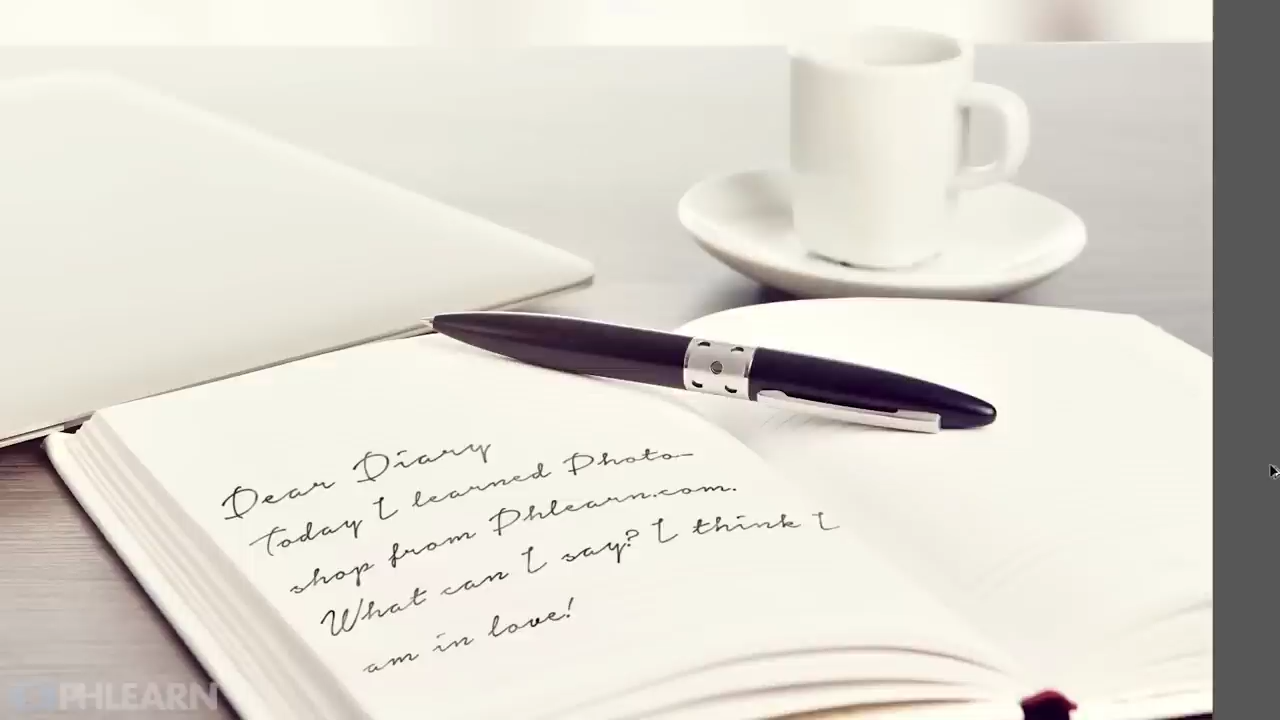 Dear Diary
Today I learned Photo-
shop from Phlearn.com.
What can I say? I think I
am in love!
PHLEARN